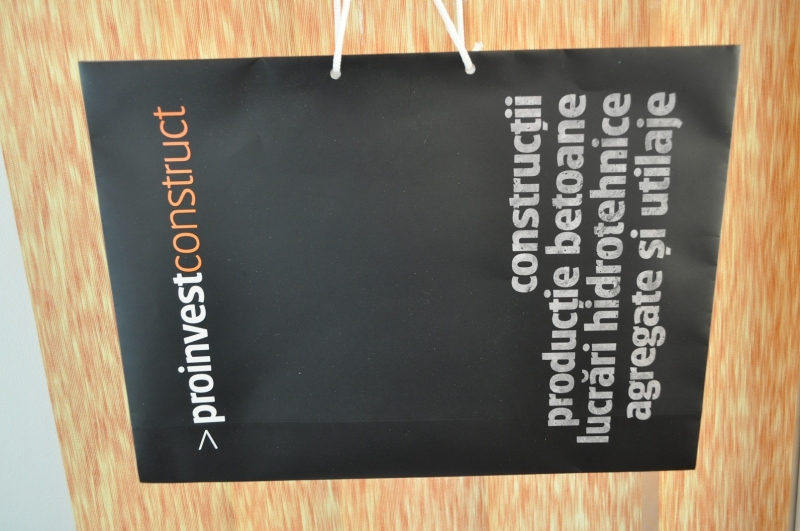 > proinvestconstruct
construcții
producție betoane
lucrări hidrotehnice
agregate și utilaje